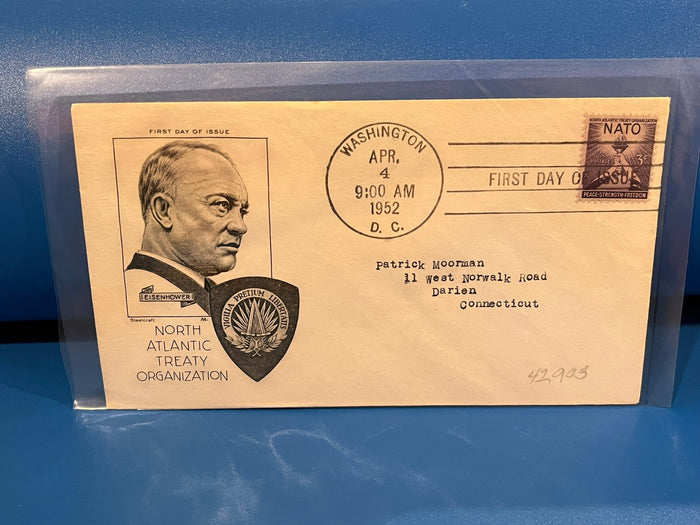 FIRST DAY OF ISSUE
EISENHOWER
Steelcraft
VIGILIA PRETIUM LIBERTATIS
NORTH
ATLANTIC
TREATY
ORGANIZATION
WASHINGTON
APR.
4
9:00 AM
1952
D. C.
FIRST DAY OF ISSUE
NORTH ATLANTIC TREATY ORGANIZATION
NATO
POSTAGE 3¢
PEACE-STRENGTH-FREEDOM
Patrick Moorman
11 West Norwalk Road
Darien
Connecticut